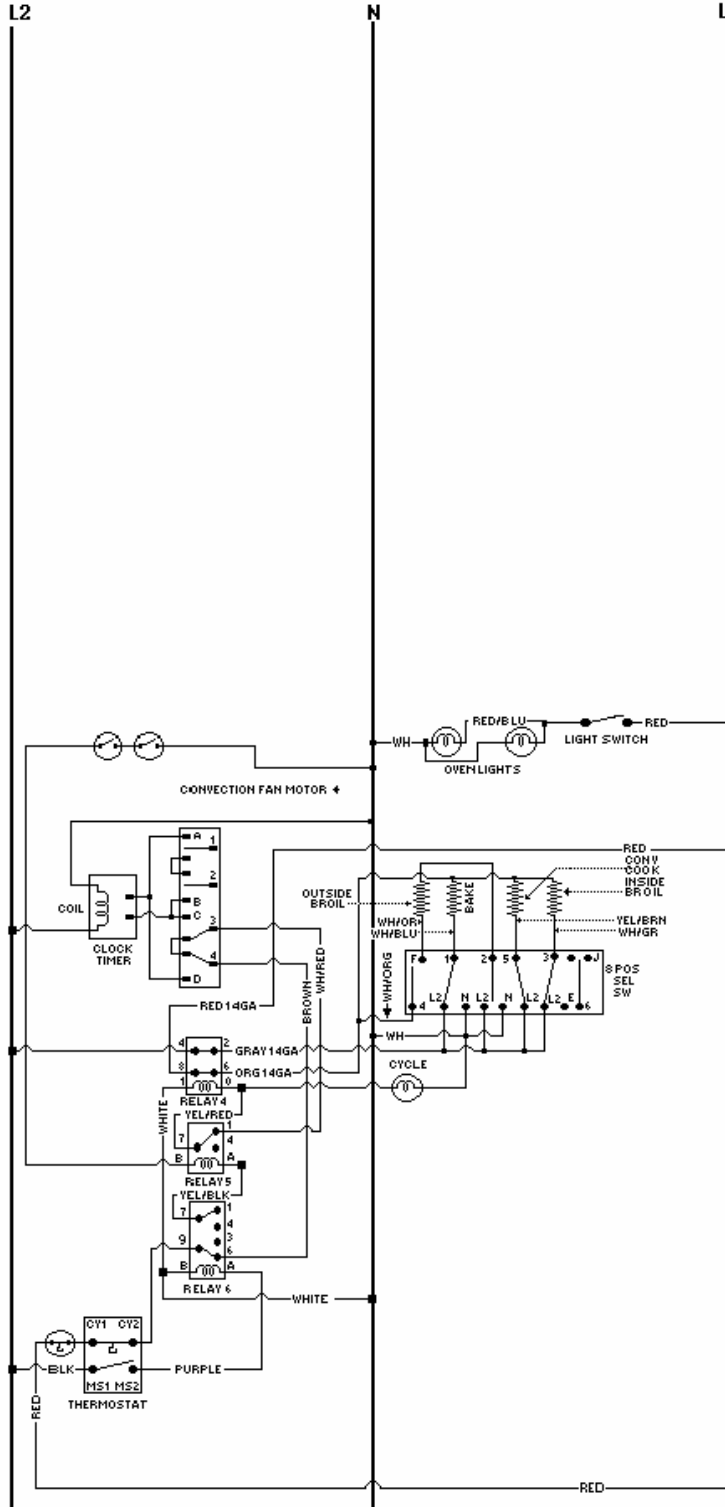 L2 N L
RED/BLU RED
WH
OVEN LIGHTS LIGHT SWITCH
CONVECTION FAN MOTOR
A
1
2
B
C
3
4
D
COIL
CLOCK TIMER
RED
CONV COOK
INSIDE BROIL
OUTSIDE BROIL
BAKE
WH/OR
WH/BLU
YEL/BRN
WH/GR
F 1 2 5 3 J
8 POS SEL SW
4 L2 N L2 N L2 L2 E 6
WH/RED
BROWN
WH/ORG
RED 14GA
WH
4 2 GRAY 14GA
8 6 ORG 14GA
CYCLE
1 0
RELAY 4
WHITE
YEL/RED
1
7 4
B A
RELAY 5
YEL/BLK
1
7 4
3
9 6
B A
RELAY 6
WHITE
CY1 CY2
BLK PURPLE
MS1 MS2
THERMOSTAT
RED
RED